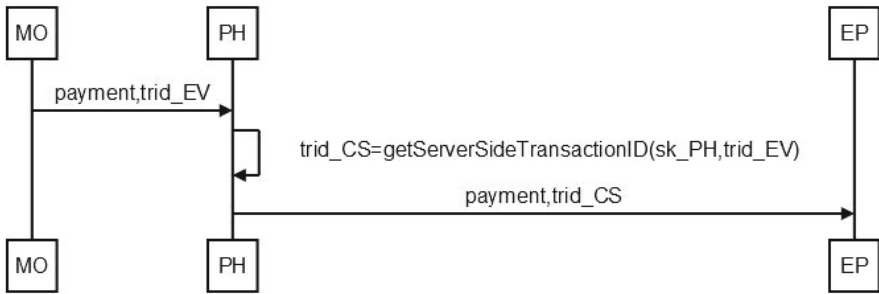 MO
PH
EP
payment,trid_EV
trid_CS=getServerSideTransactionID(sk_PH,trid_EV)
payment,trid_CS
MO
PH
EP